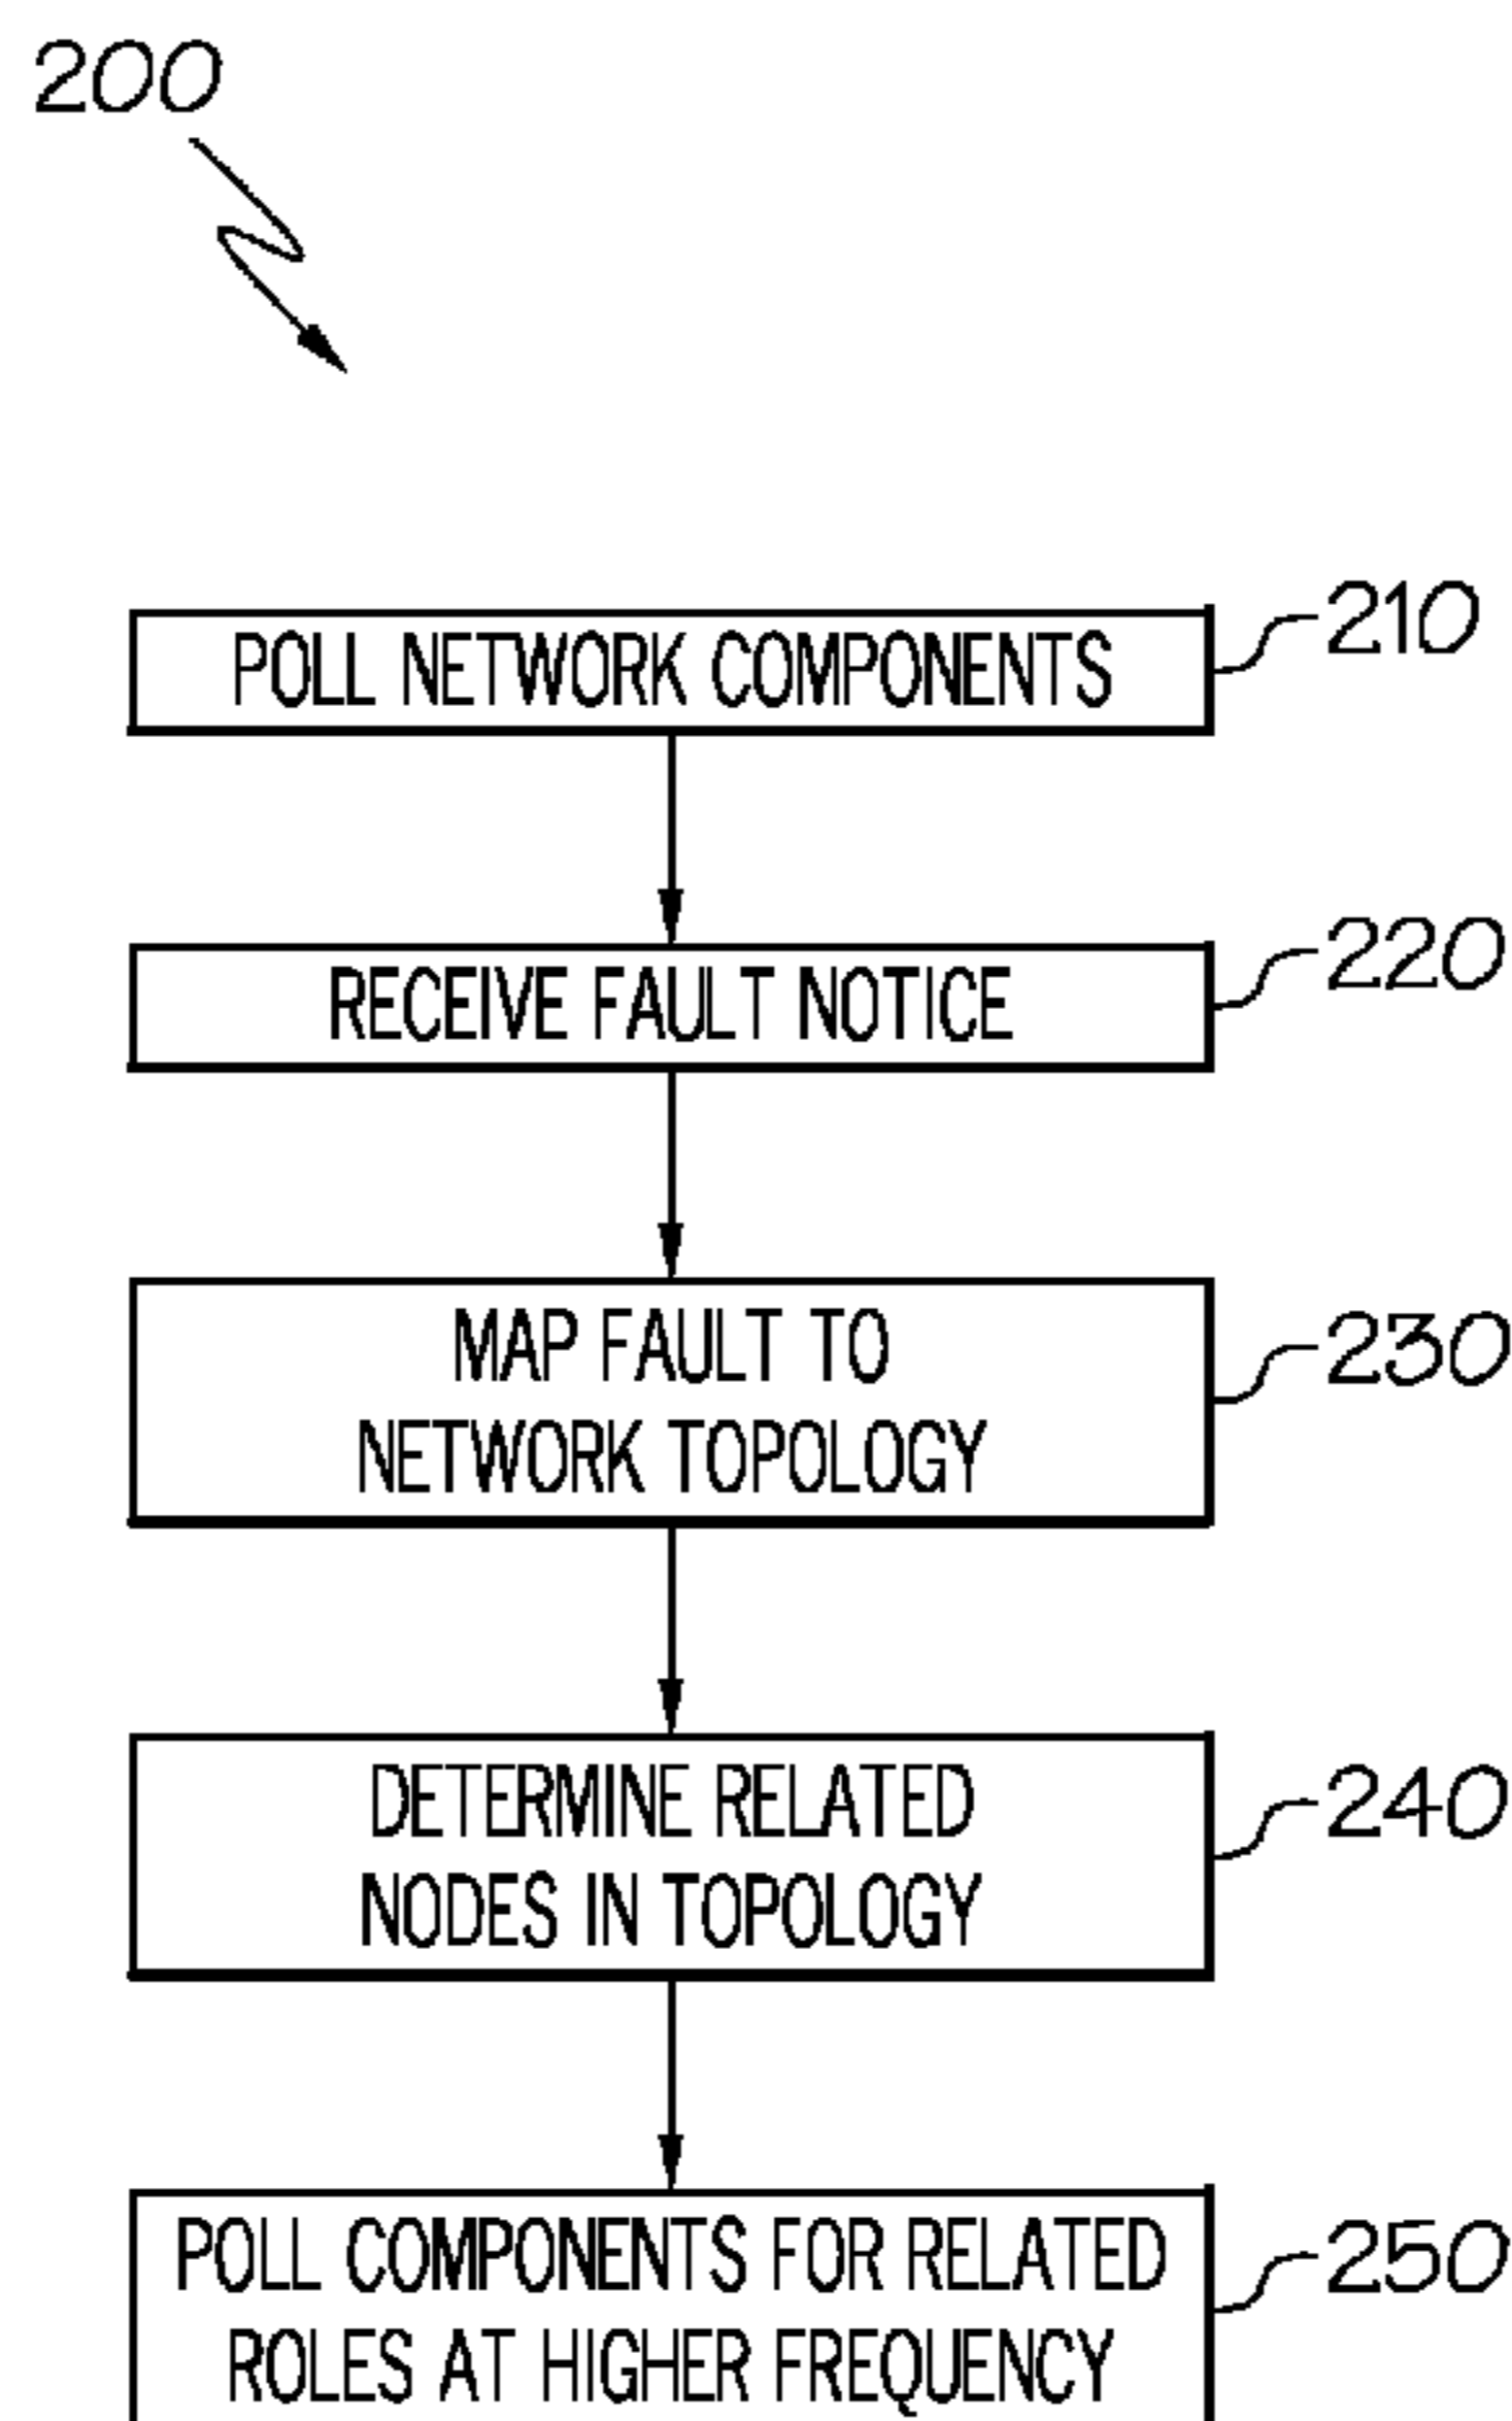 200
POLL NETWORK COMPONENTS
210
RECEIVE FAULT NOTICE
220
MAP FAULT TO
NETWORK TOPOLOGY
230
DETERMINE RELATED
NODES IN TOPOLOGY
240
POLL COMPONENTS FOR RELATED
ROLES AT HIGHER FREQUENCY
250